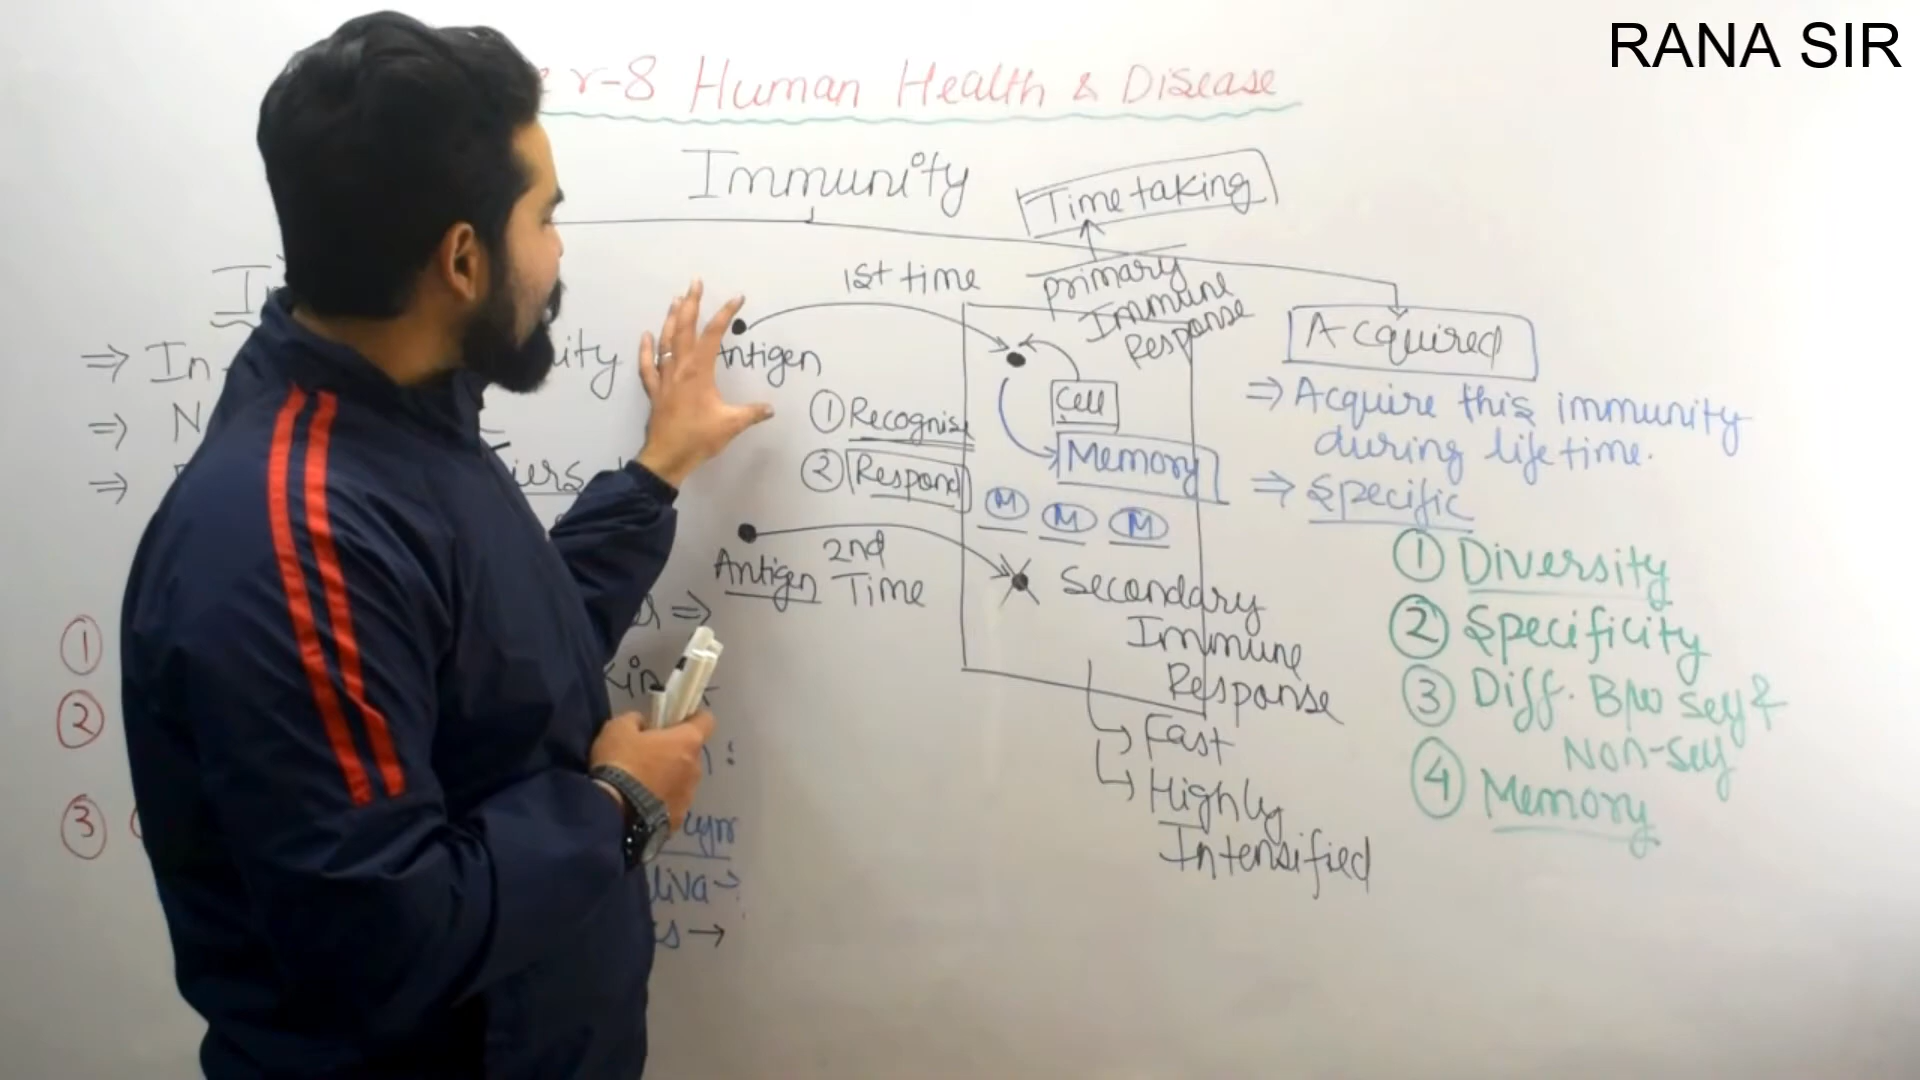 RANA SIR
r-8 Human Health & Disease
Immunity
Time taking
1st time
primary
Immune
Response
Antigen
Cell
① Recognise
② Respond
Memory
M M M
2nd
Antigen Time
Secondary
Immune
Response
Fast
Highly
Intensified
Acquired
⇒ Acquire this immunity
during life time.
⇒ Specific
① Diversity
② Specificity
③ Diff. B/w Self &
Non-Self
④ Memory
⇒ In
⇒ N
⇒
①
②
③